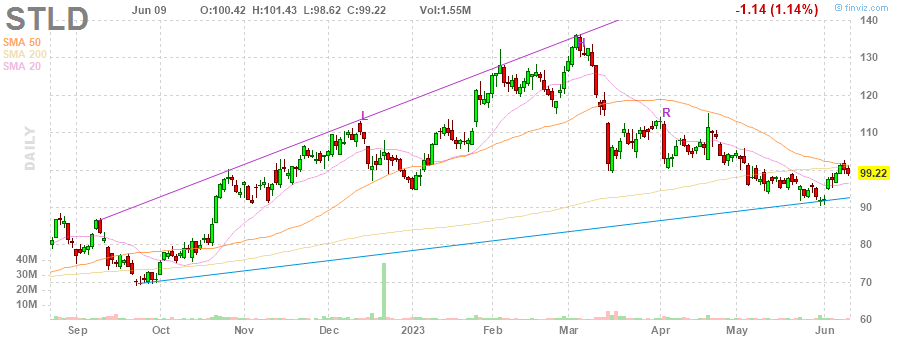 STLD Jun 09 O:100.42 H:101.43 L:98.62 C:99.22 Vol:1.55M -1.14 (1.14%) © finviz.com
SMA 50
SMA 200
SMA 20
DAILY
140
130
120
110
99.22
90
80
70
60
40M
30M
20M
10M
L
R
Sep Oct Nov Dec 2023 Feb Mar Apr May Jun